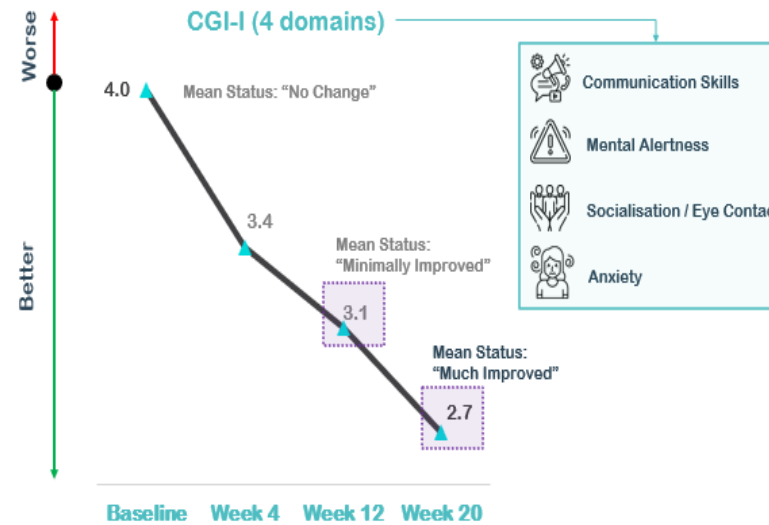 CGI-I (4 domains)
Worse
Better
4.0
Mean Status: “No Change”
3.4
Mean Status:
“Minimally Improved”
3.1
Mean Status:
“Much Improved”
2.7
Baseline Week 4 Week 12 Week 20
Communication Skills
Mental Alertness
Socialisation / Eye Contac
Anxiety